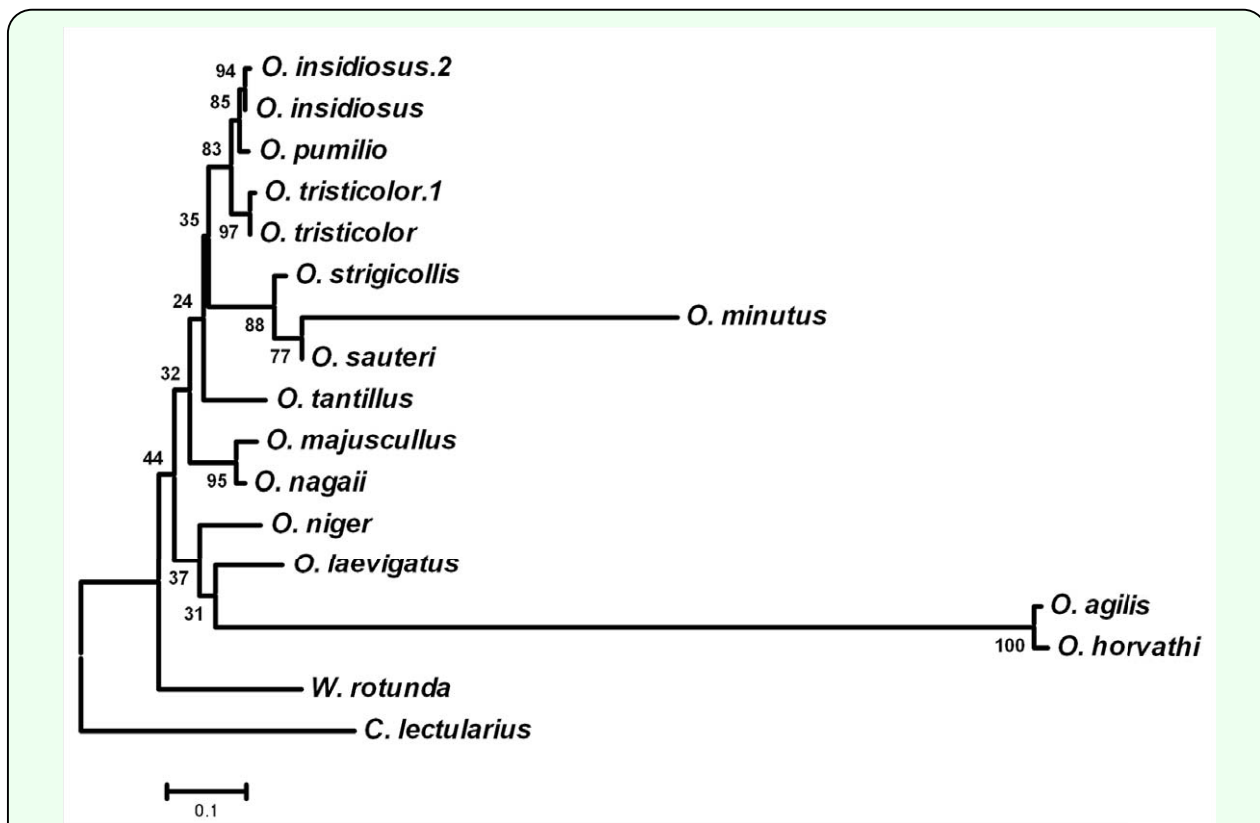 94
O. insidiosus.2
85
O. insidiosus
83
O. pumilio
O. tristicolor.1
35
97
O. tristicolor
O. strigicollis
24
88
O. minutus
77
O. sauteri
32
O. tantillus
O. majuscullus
44
95
O. nagaii
O. niger
37
O. laevigatus
31
O. agilis
100
O. horvathi
W. rotunda
C. lectularius
0.1